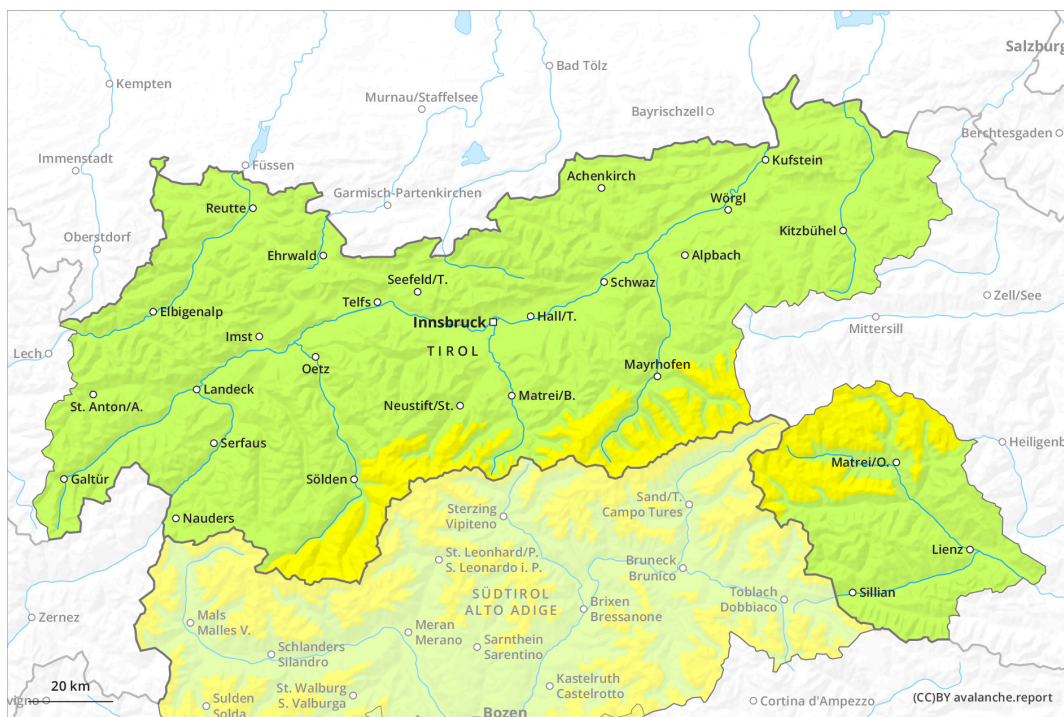 Salzburg
Kempten
Bad Tölz
Murnau/Staffelsee
Bayrischzell
Berchtesgaden
Immenstadt
Füssen
Kufstein
Achenkirch
Garmisch-Partenkirchen
Reutte
Wörgl
Oberstdorf
Kitzbühel
Ehrwald
Alpbach
Seefeld/T.
Schwaz
Telfs
Zell/See
Elbigenalp
Hall/T.
Innsbruck
Mittersill
Imst
Lech
TIROL
Oetz
Mayrhofen
Landeck
Matrei/B.
St. Anton/A.
Neustift/St.
Serfaus
Heiligenb
Matrei/O.
Galtür
Sölden
Sand/T.
Campo Tures
Sterzing
Vipiteno
Nauders
Lienz
St. Leonhard/P.
S. Leonardo i. P.
Bruneck
Brunico
SÜDTIROL
ALTO ADIGE
Toblach
Dobbiaco
Sillian
Brixen
Bressanone
Zernez
Mals
Malles V.
Meran
Merano
Sarnthein
Sarentino
Schlanders
Silandro
Kastelruth
Castelrotto
20 km
St. Walburg
S. Valburga
Sulden
Solda
vigno
Cortina d'Ampezzo
(CC)BY avalanche.report
Bozen